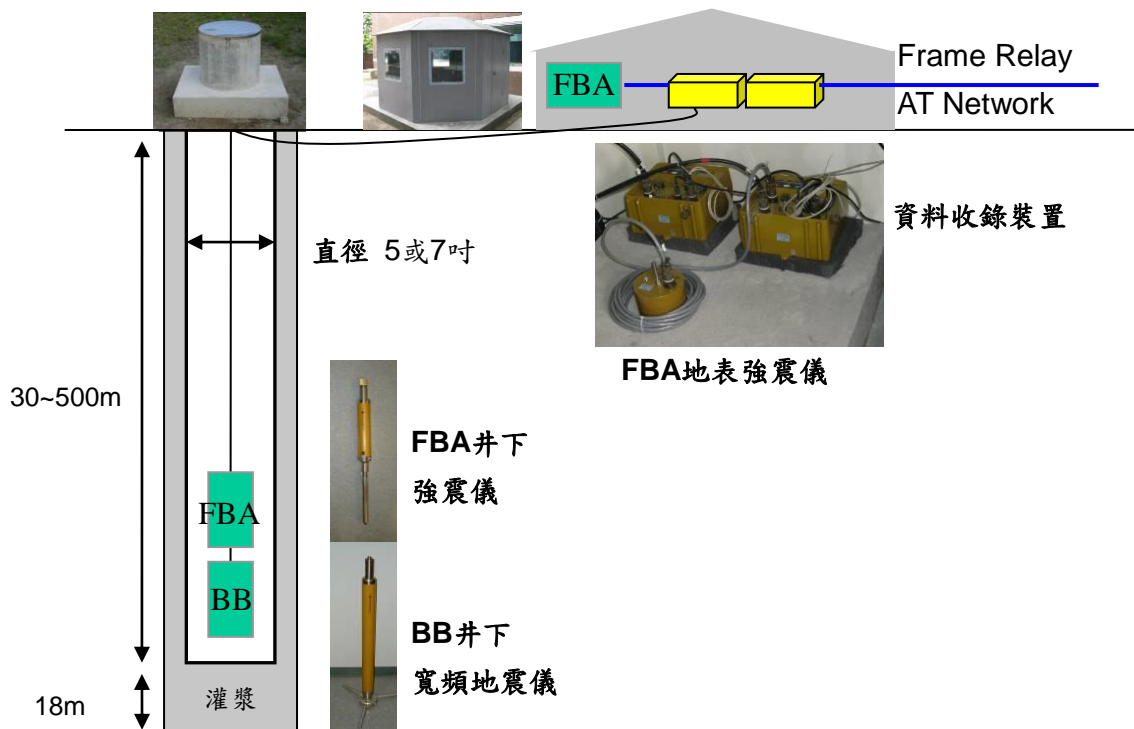 FBA
Frame Relay
AT Network
資料收錄裝置
直徑 5或7吋
FBA地表強震儀
30~500m
FBA井下
強震儀
FBA
BB
BB井下
寬頻地震儀
灌漿
18m